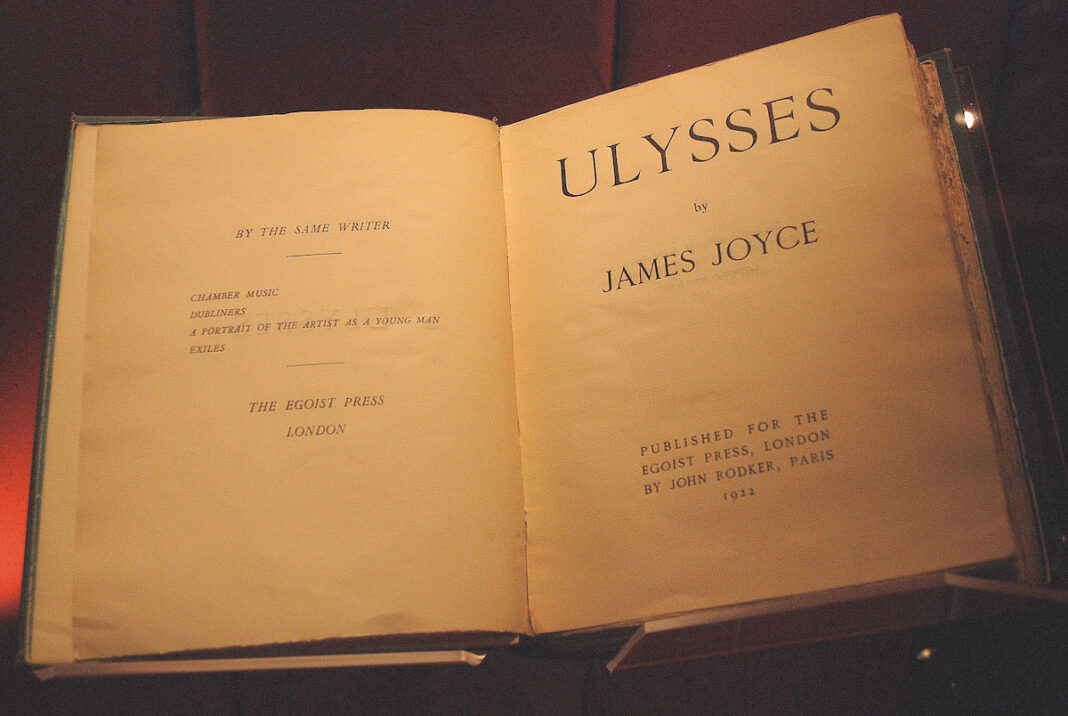 BY THE SAME WRITER
CHAMBER MUSIC
DUBLINERS
A PORTRAIT OF THE ARTIST AS A YOUNG MAN
EXILES
THE EGOIST PRESS
LONDON
ULYSSES
by
JAMES JOYCE
PUBLISHED FOR THE
EGOIST PRESS, LONDON
BY JOHN RODKER, PARIS
1922